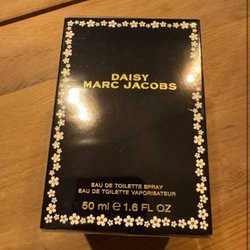 DAISY
MARC JACOBS
EAU DE TOILETTE SPRAY
EAU DE TOILETTE VAPORISATEUR
50 ml ℮ 1.6 FL OZ